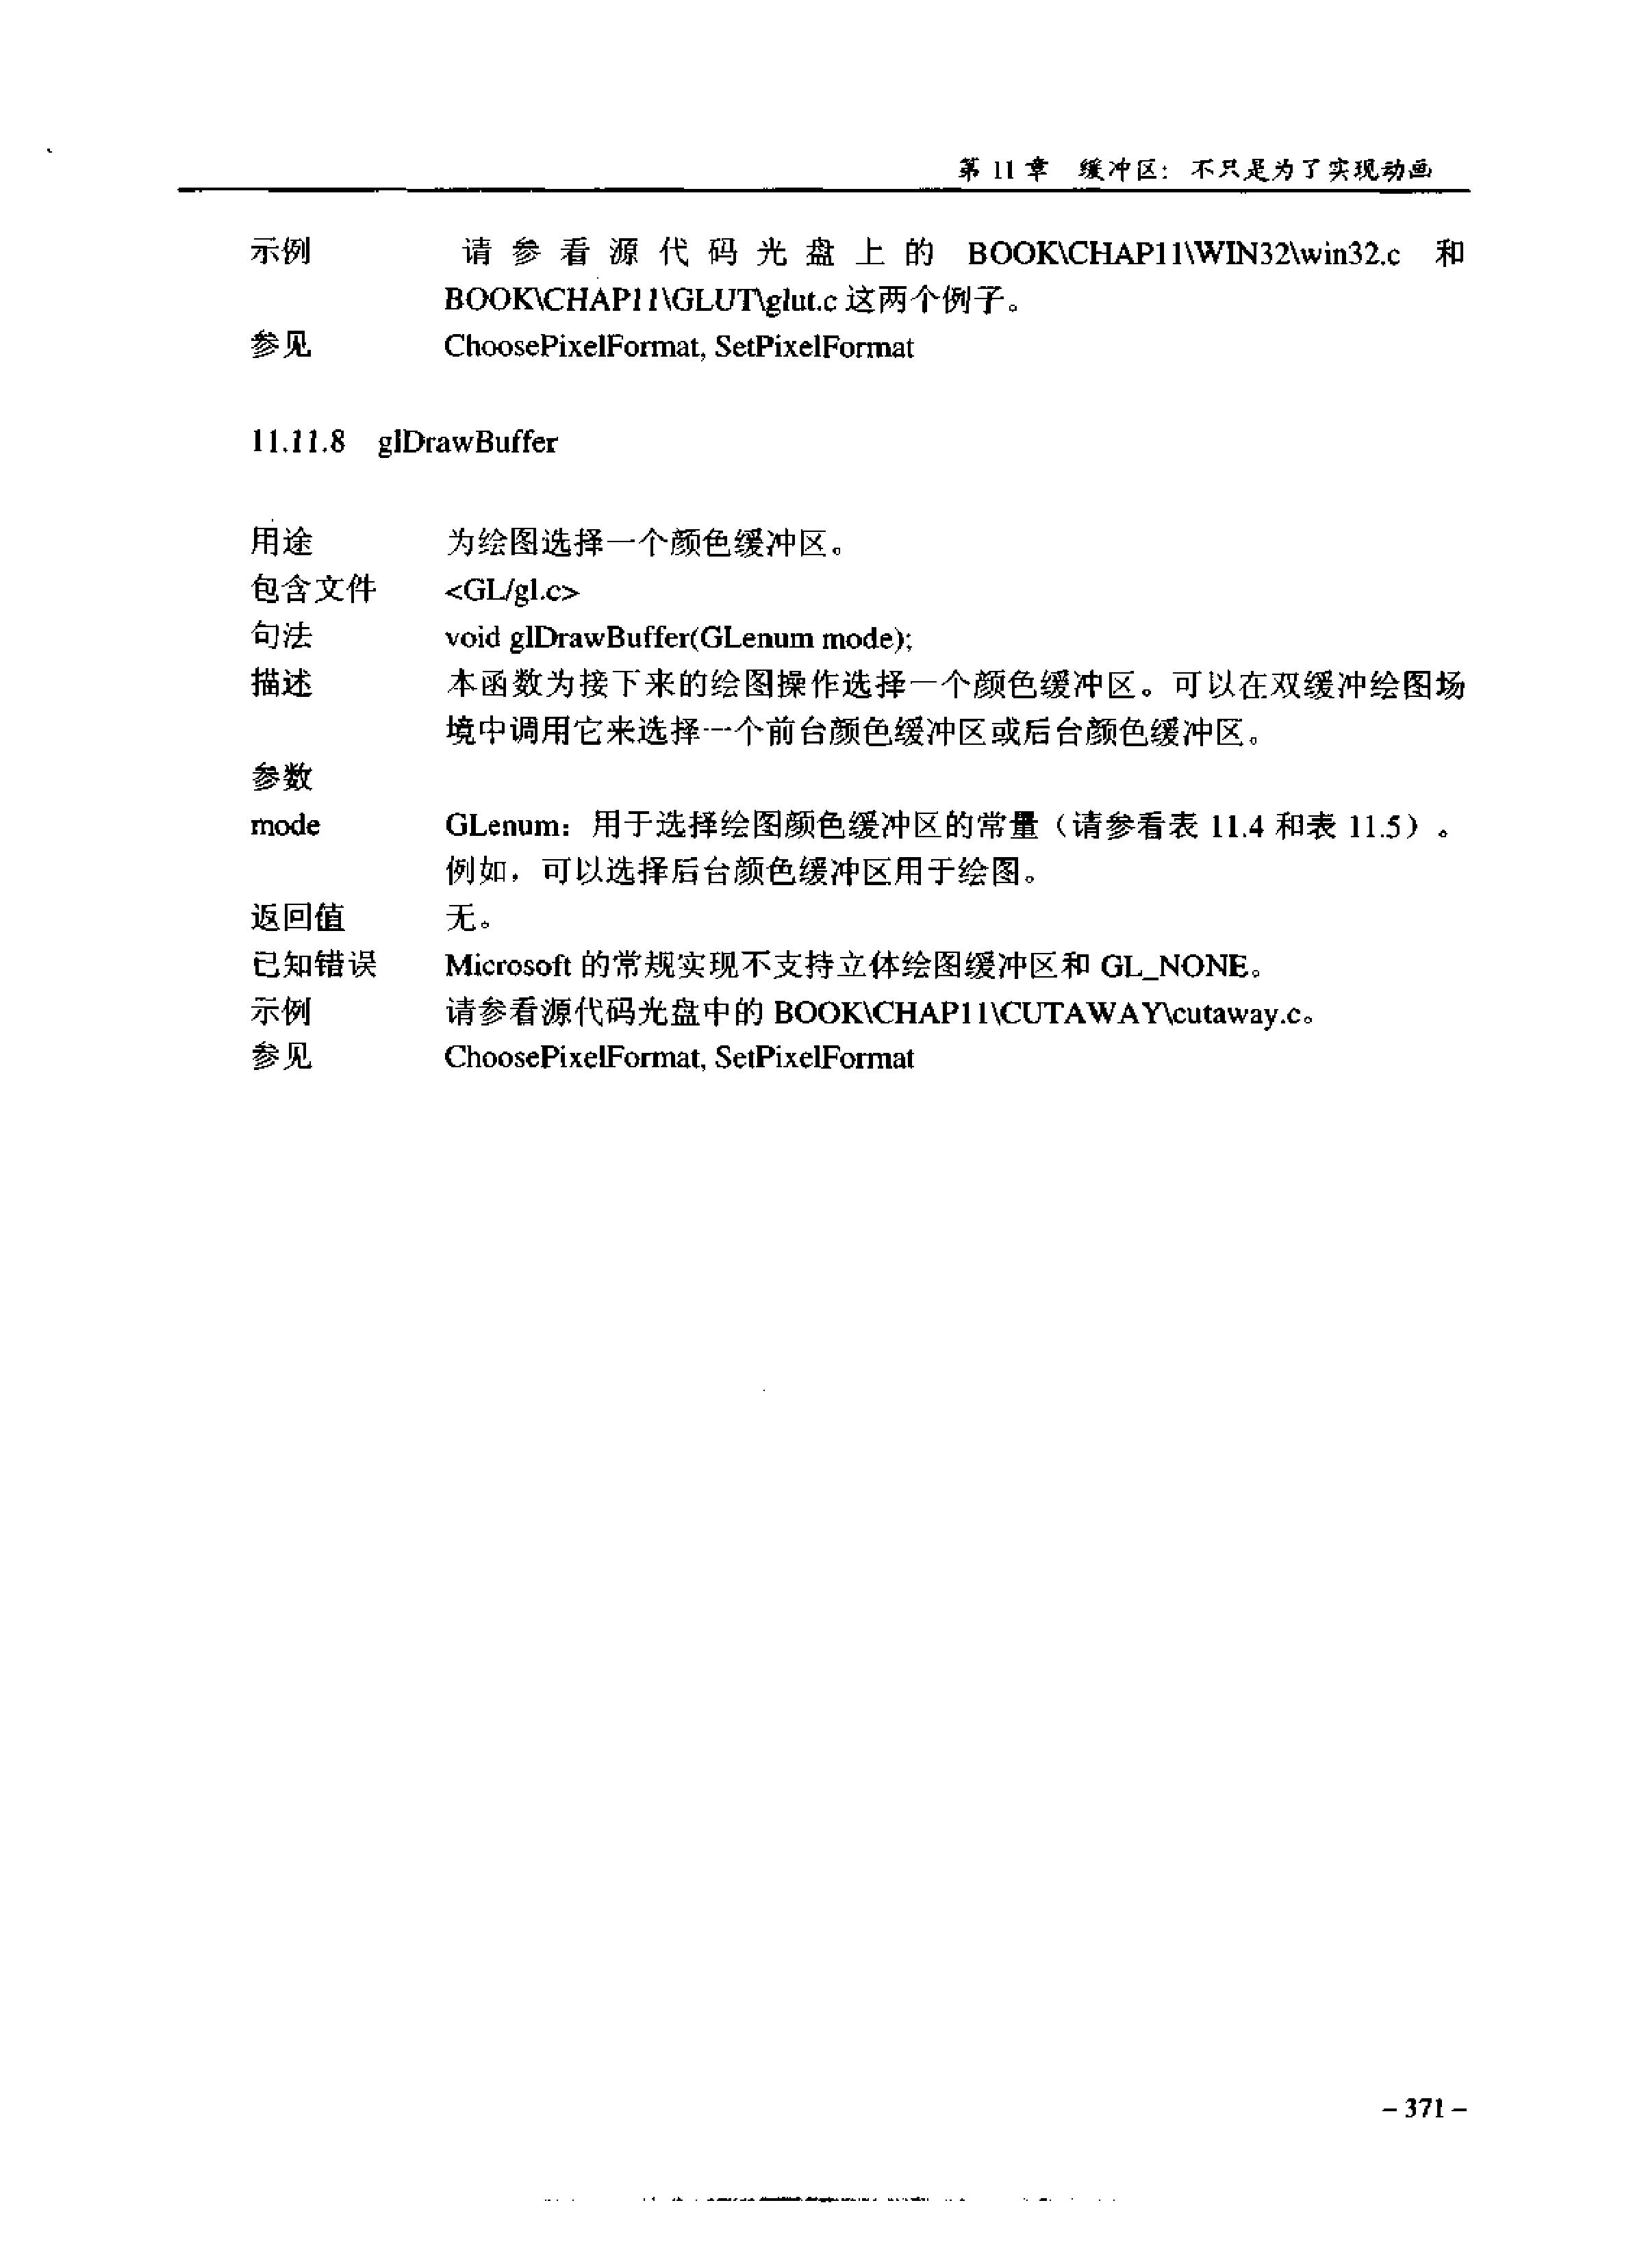 第 11 章 缓冲区：不只是为了实现动画
示例 请参看源代码光盘上的 BOOK\CHAP11\WIN32\win32.c 和
BOOK\CHAP11\GLUT\glut.c 这两个例子。
参见 ChoosePixelFormat, SetPixelFormat
11.11.8 glDrawBuffer
用途 为绘图选择一个颜色缓冲区。
包含文件 <GL/gl.c>
句法 void glDrawBuffer(GLenum mode);
描述 本函数为接下来的绘图操作选择一个颜色缓冲区。可以在双缓冲绘图场
境中调用它来选择一个前台颜色缓冲区或后台颜色缓冲区。
参数
mode GLenum：用于选择绘图颜色缓冲区的常量（请参看表 11.4 和表 11.5）。
例如，可以选择后台颜色缓冲区用于绘图。
返回值 无。
已知错误 Microsoft 的常规实现不支持立体绘图缓冲区和 GL_NONE。
示例 请参看源代码光盘中的 BOOK\CHAP11\CUTAWAY\cutaway.c。
参见 ChoosePixelFormat, SetPixelFormat
- 371 -